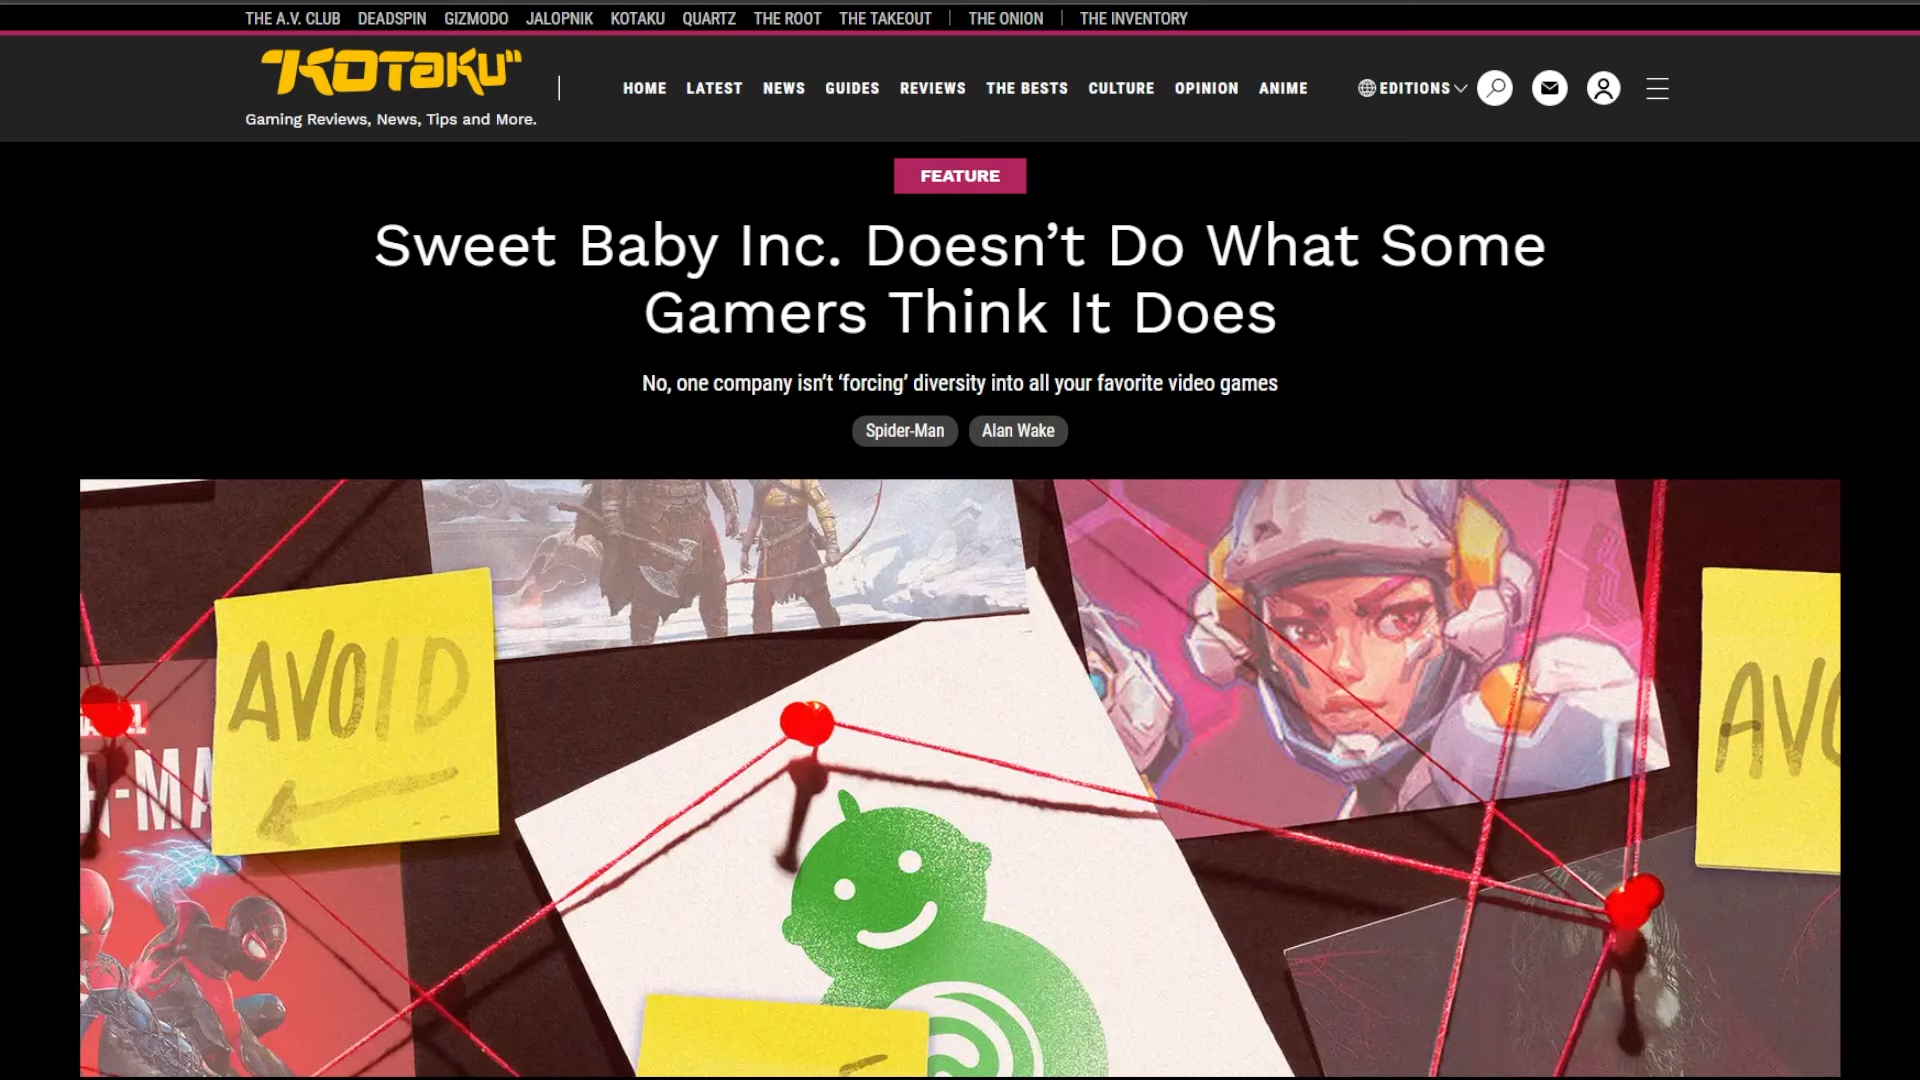 THE A.V. CLUB DEADSPIN GIZMODO JALOPNIK KOTAKU QUARTZ THE ROOT THE TAKEOUT | THE ONION | THE INVENTORY
KOTAKU
Gaming Reviews, News, Tips and More.
HOME LATEST NEWS GUIDES REVIEWS THE BESTS CULTURE OPINION ANIME EDITIONS
FEATURE
Sweet Baby Inc. Doesn’t Do What Some
Gamers Think It Does
No, one company isn’t ‘forcing’ diversity into all your favorite video games
Spider-Man Alan Wake
AVOID
AVO
-MA